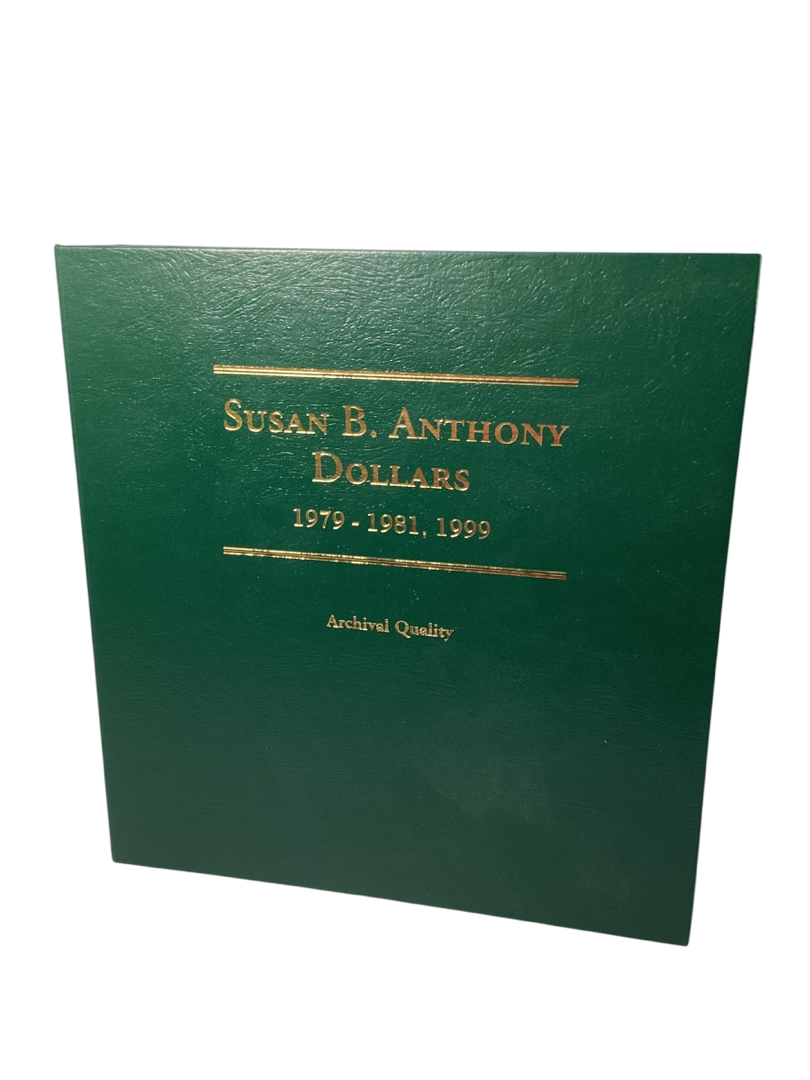 Susan B. Anthony
Dollars
1979 - 1981, 1999
Archival Quality